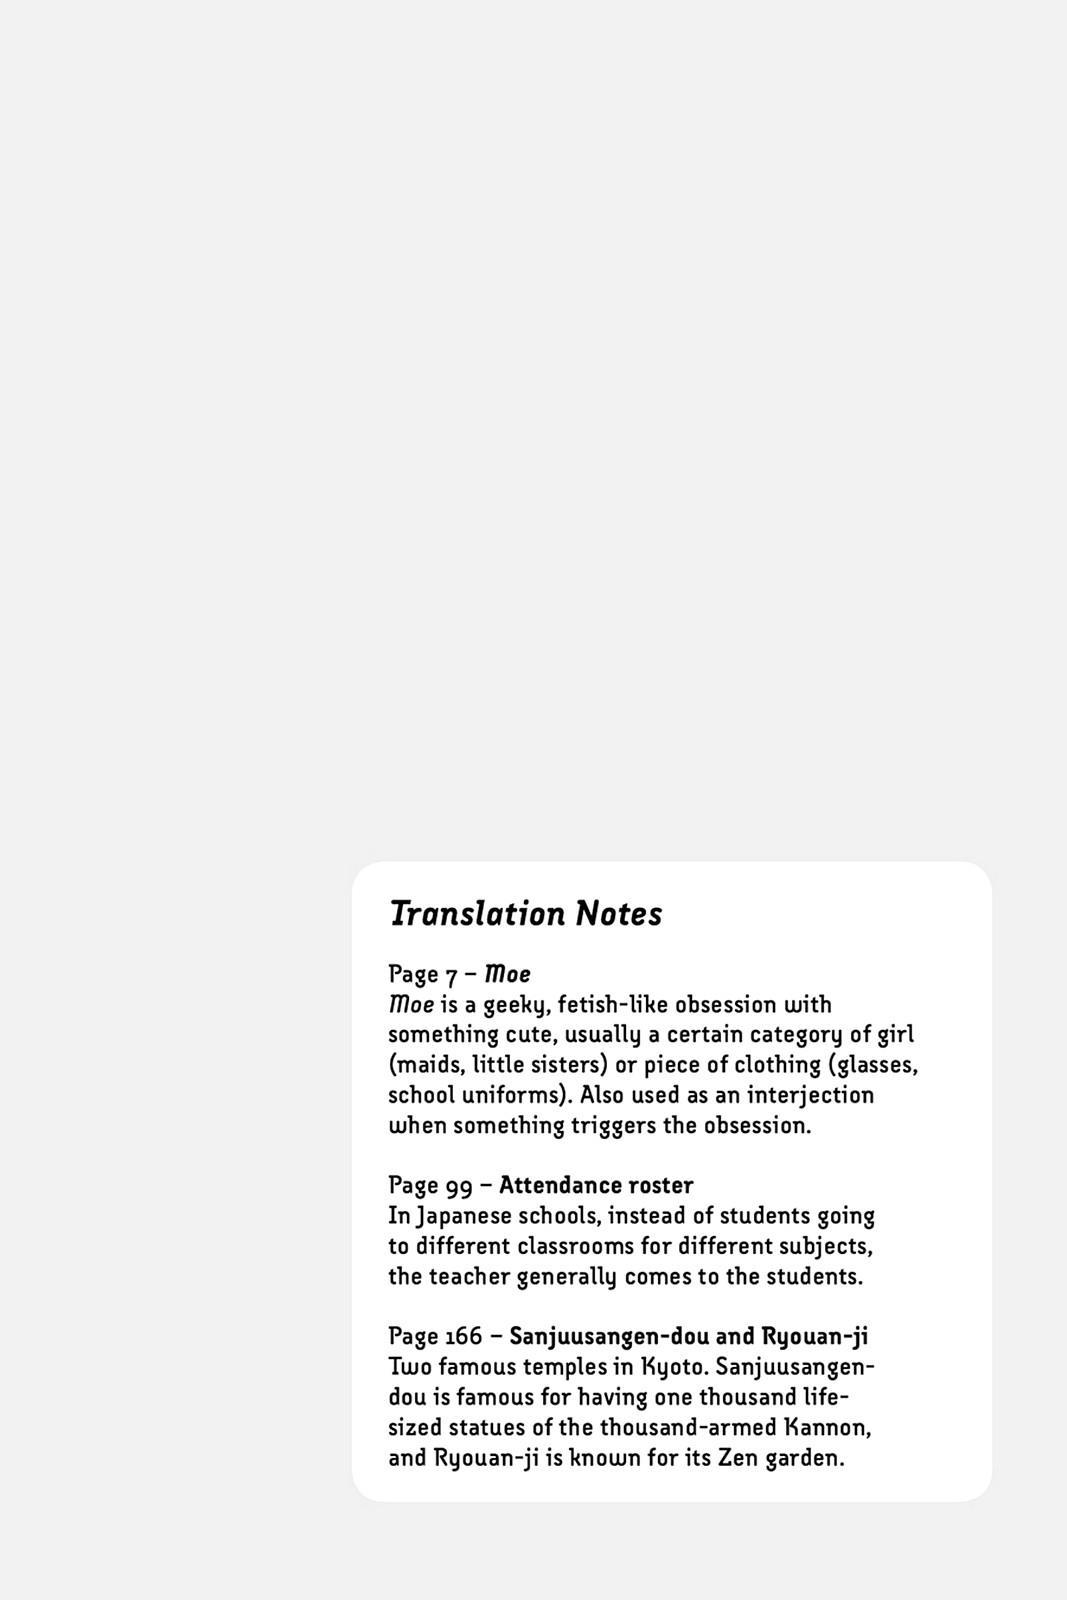 Translation Notes
Page 7 – Moe
Moe is a geeky, fetish-like obsession with
something cute, usually a certain category of girl
(maids, little sisters) or piece of clothing (glasses,
school uniforms). Also used as an interjection
when something triggers the obsession.
Page 99 – Attendance roster
In Japanese schools, instead of students going
to different classrooms for different subjects,
the teacher generally comes to the students.
Page 166 – Sanjuusangen-dou and Ryouan-ji
Two famous temples in Kyoto. Sanjuusangen-
dou is famous for having one thousand life-
sized statues of the thousand-armed Kannon,
and Ryouan-ji is known for its Zen garden.